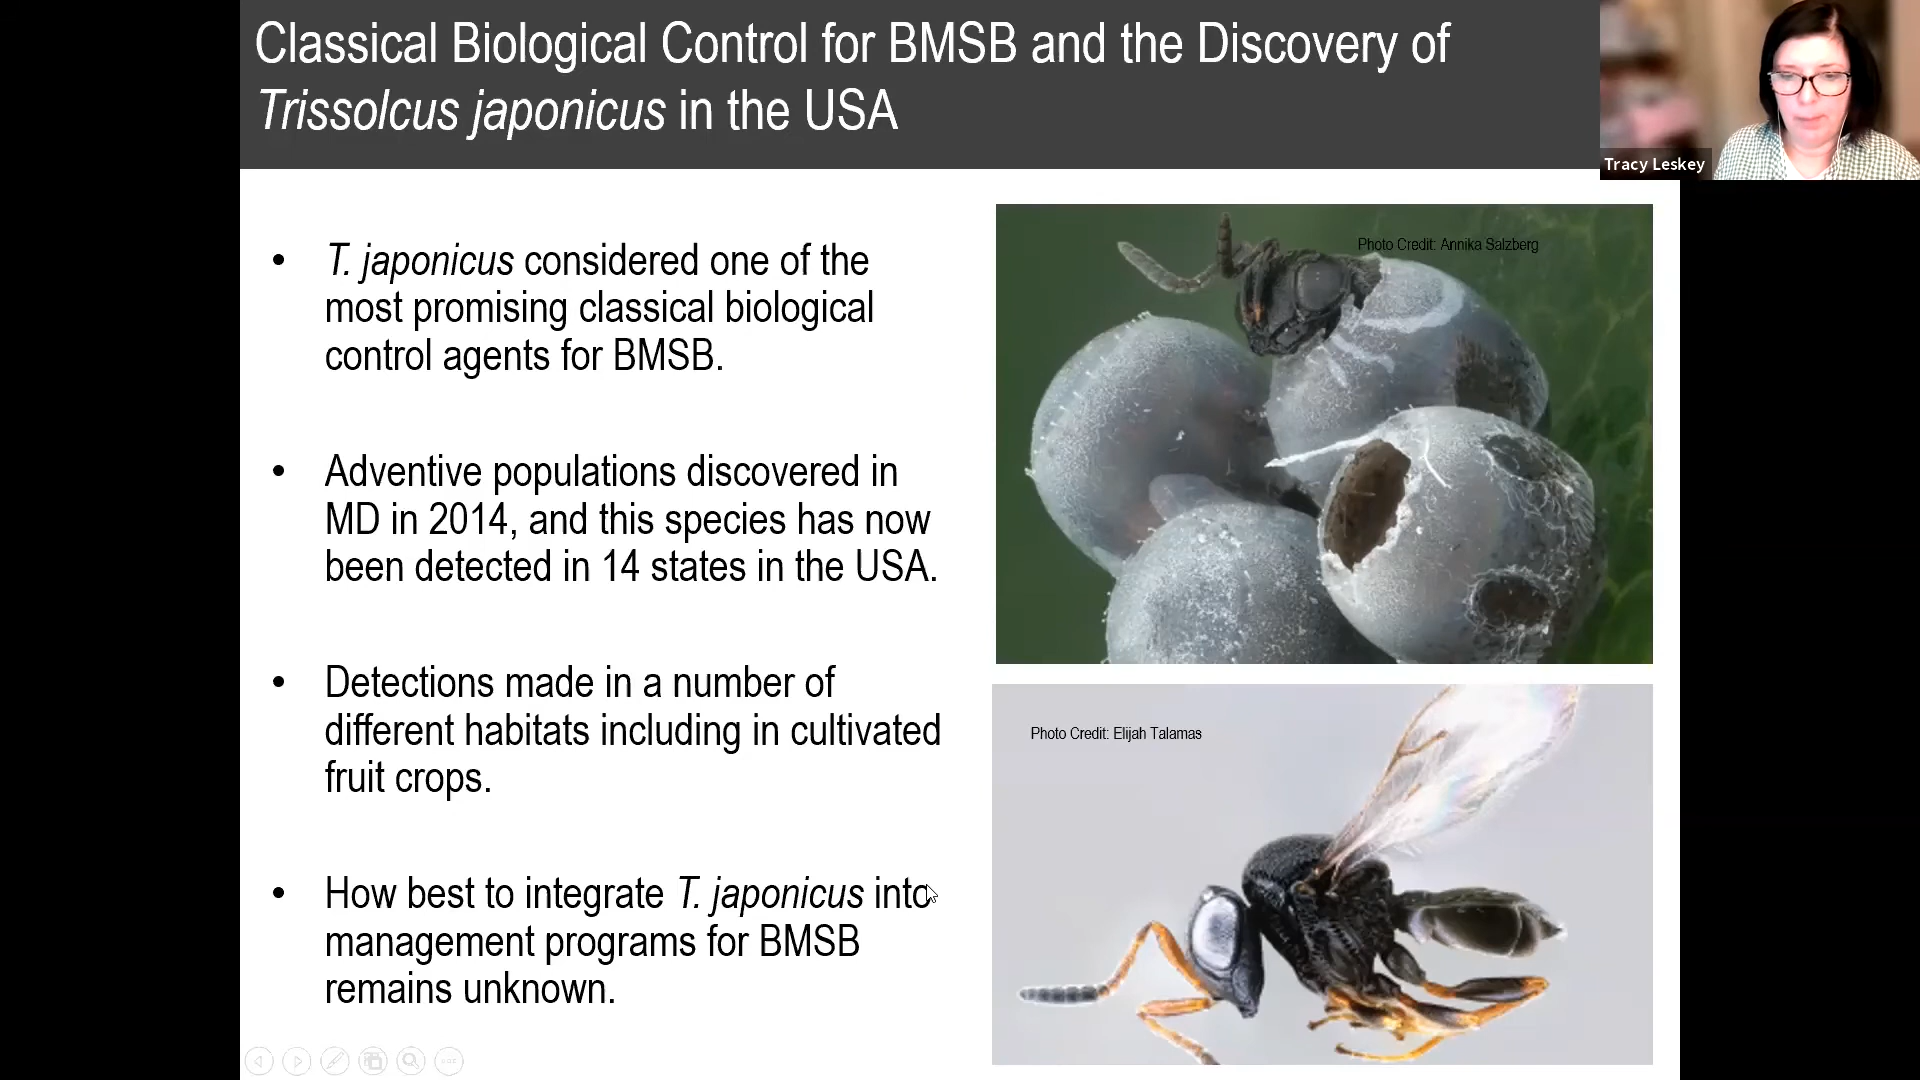 Classical Biological Control for BMSB and the Discovery of
Trissolcus japonicus in the USA
Tracy Leskey
• T. japonicus considered one of the
most promising classical biological
control agents for BMSB.
• Adventive populations discovered in
MD in 2014, and this species has now
been detected in 14 states in the USA.
• Detections made in a number of
different habitats including in cultivated
fruit crops.
• How best to integrate T. japonicus into
management programs for BMSB
remains unknown.
Photo Credit: Annika Salzberg
Photo Credit: Elijah Talamas